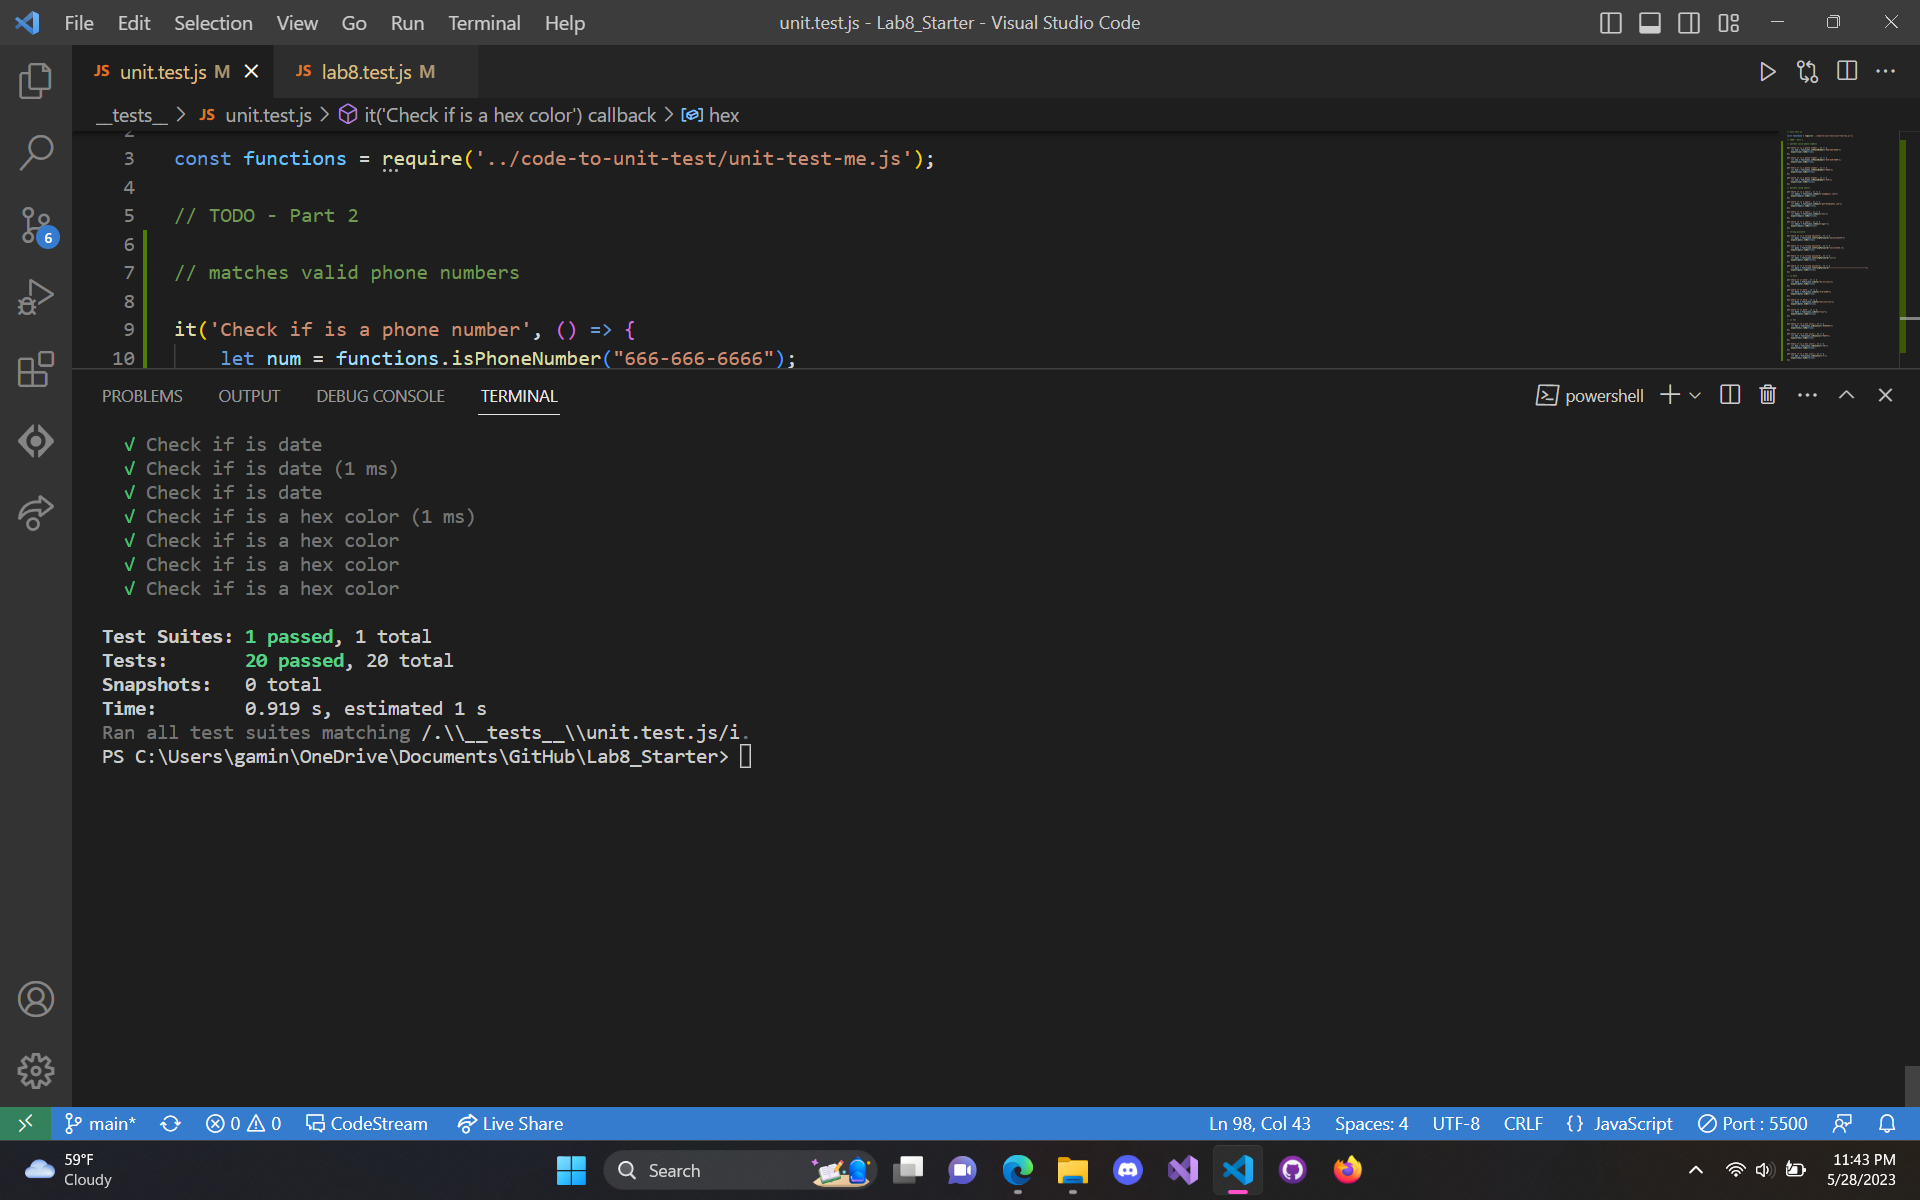 File Edit Selection View Go Run Terminal Help unit.test.js - Lab8_Starter - Visual Studio Code
JS unit.test.js M JS lab8.test.js M
__tests__ > JS unit.test.js > it('Check if is a hex color') callback > hex
2
3 const functions = require('../code-to-unit-test/unit-test-me.js');
4
5 // TODO - Part 2
6
7 // matches valid phone numbers
8
9 it('Check if is a phone number', () => {
10 let num = functions.isPhoneNumber("666-666-6666");
PROBLEMS OUTPUT DEBUG CONSOLE TERMINAL powershell
√ Check if is date
√ Check if is date (1 ms)
√ Check if is date
√ Check if is a hex color (1 ms)
√ Check if is a hex color
√ Check if is a hex color
√ Check if is a hex color
Test Suites: 1 passed, 1 total
Tests: 20 passed, 20 total
Snapshots: 0 total
Time: 0.919 s, estimated 1 s
Ran all test suites matching /.\\__tests__\\unit.test.js/i.
PS C:\Users\gamin\OneDrive\Documents\GitHub\Lab8_Starter>
6
main* 0 0 CodeStream Live Share Ln 98, Col 43 Spaces: 4 UTF-8 CRLF {} JavaScript Port : 5500
59°F
Cloudy
Search
11:43 PM
5/28/2023